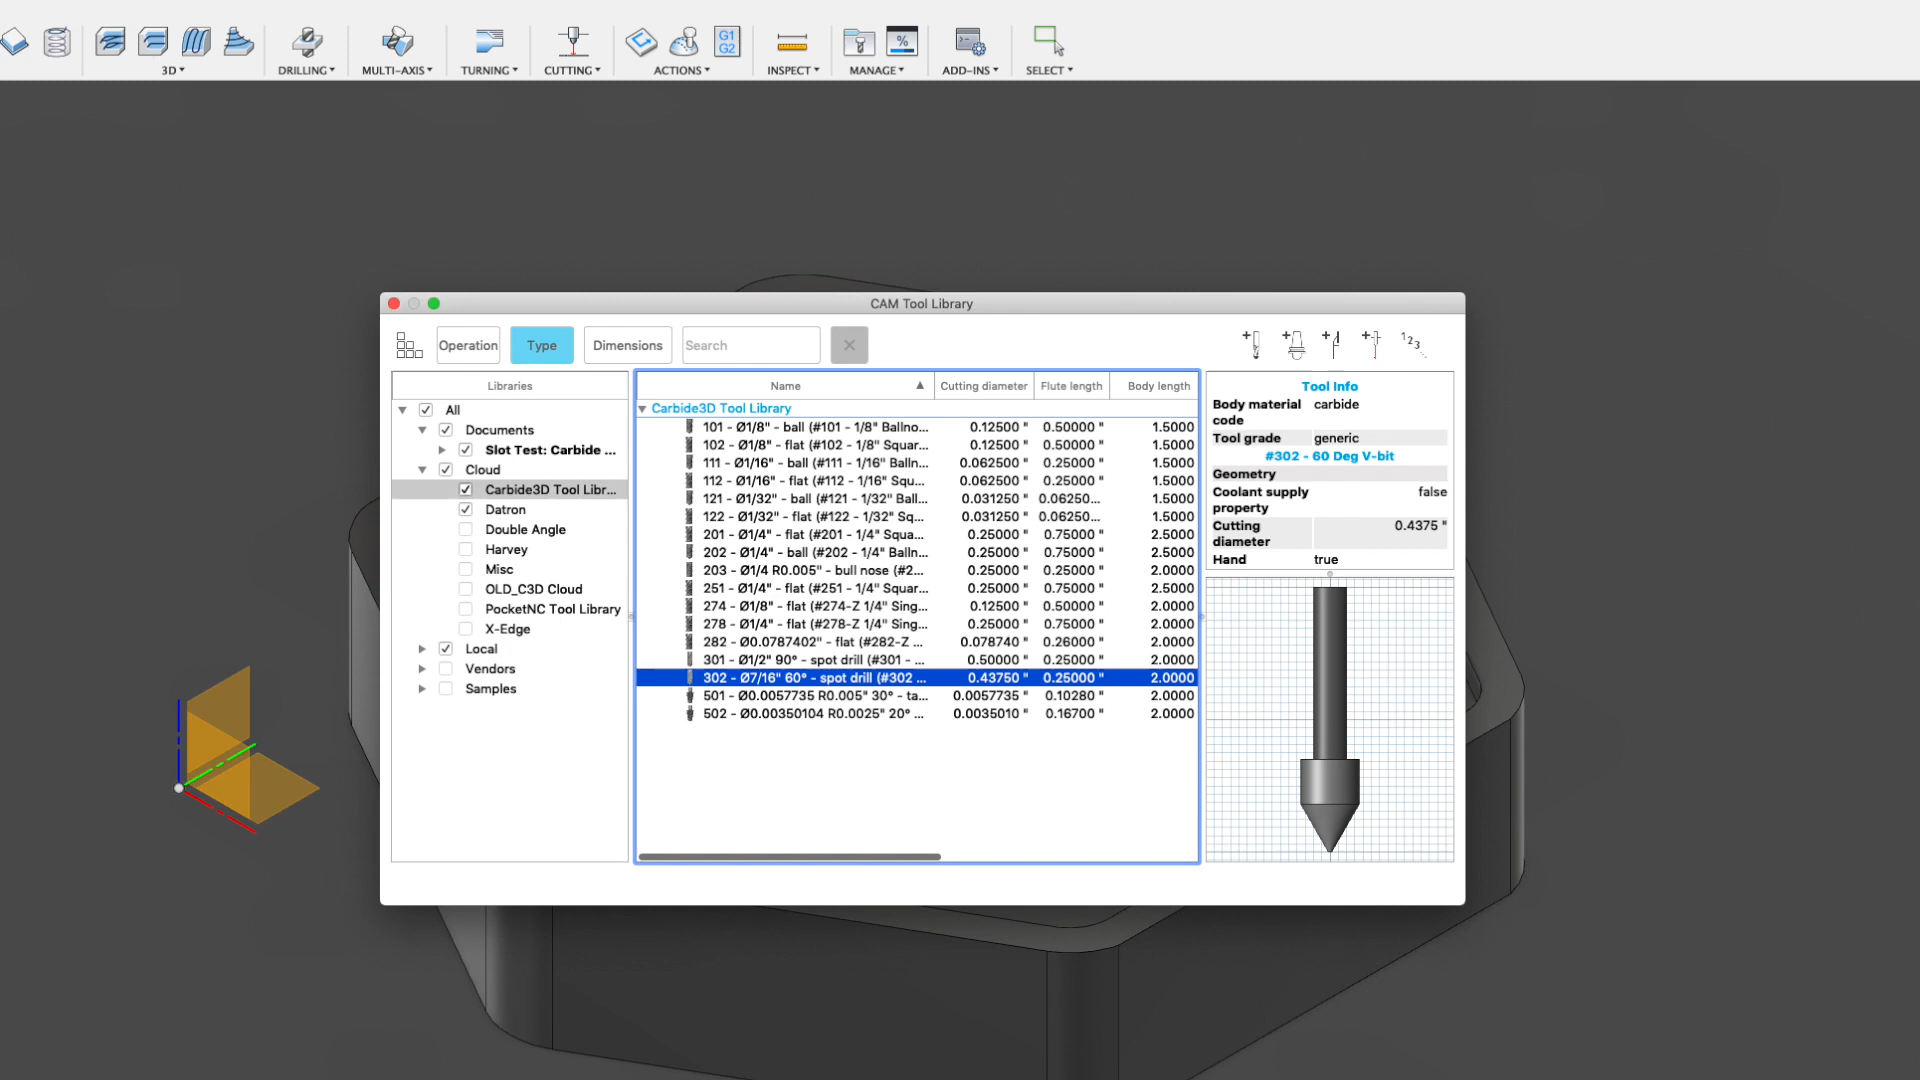 3D▾ DRILLING▾ MULTI-AXIS▾ TURNING▾ CUTTING▾ ACTIONS▾ INSPECT▾ MANAGE▾ ADD-INS▾ SELECT▾
G1
G2
%
CAM Tool Library
Operation Type Dimensions Search
1 2 3
Libraries
All
Documents
Slot Test: Carbide ...
Cloud
Carbide3D Tool Libr...
Datron
Double Angle
Harvey
Misc
OLD_C3D Cloud
PocketNC Tool Library
X-Edge
Local
Vendors
Samples
Name Cutting diameter Flute length Body length
Carbide3D Tool Library
101 - Ø1/8" - ball (#101 - 1/8" Ballno... 0.12500 " 0.50000 " 1.5000
102 - Ø1/8" - flat (#102 - 1/8" Squar... 0.12500 " 0.50000 " 1.5000
111 - Ø1/16" - ball (#111 - 1/16" Balln... 0.062500 " 0.25000 " 1.5000
112 - Ø1/16" - flat (#112 - 1/16" Squ... 0.062500 " 0.25000 " 1.5000
121 - Ø1/32" - ball (#121 - 1/32" Ball... 0.031250 " 0.06250... 1.5000
122 - Ø1/32" - flat (#122 - 1/32" Sq... 0.031250 " 0.06250... 1.5000
201 - Ø1/4" - flat (#201 - 1/4" Squa... 0.25000 " 0.75000 " 2.5000
202 - Ø1/4" - ball (#202 - 1/4" Balln... 0.25000 " 0.75000 " 2.5000
203 - Ø1/4 R0.005" - bull nose (#2... 0.25000 " 0.25000 " 2.0000
251 - Ø1/4" - flat (#251 - 1/4" Squar... 0.25000 " 0.75000 " 2.5000
274 - Ø1/8" - flat (#274-Z 1/4" Sing... 0.12500 " 0.50000 " 2.0000
278 - Ø1/4" - flat (#278-Z 1/4" Sing... 0.25000 " 0.75000 " 2.0000
282 - Ø0.0787402" - flat (#282-Z ... 0.078740 " 0.26000 " 2.0000
301 - Ø1/2" 90° - spot drill (#301 - ... 0.50000 " 0.25000 " 2.0000
302 - Ø7/16" 60° - spot drill (#302 ... 0.43750 " 0.25000 " 2.0000
501 - Ø0.0057735 R0.005" 30° - ta... 0.0057735 " 0.10280 " 2.0000
502 - Ø0.00350104 R0.0025" 20° ... 0.0035010 " 0.16700 " 2.0000
Tool Info
Body material code carbide
Tool grade generic
#302 - 60 Deg V-bit
Geometry
Coolant supply property false
Cutting diameter 0.4375 "
Hand true